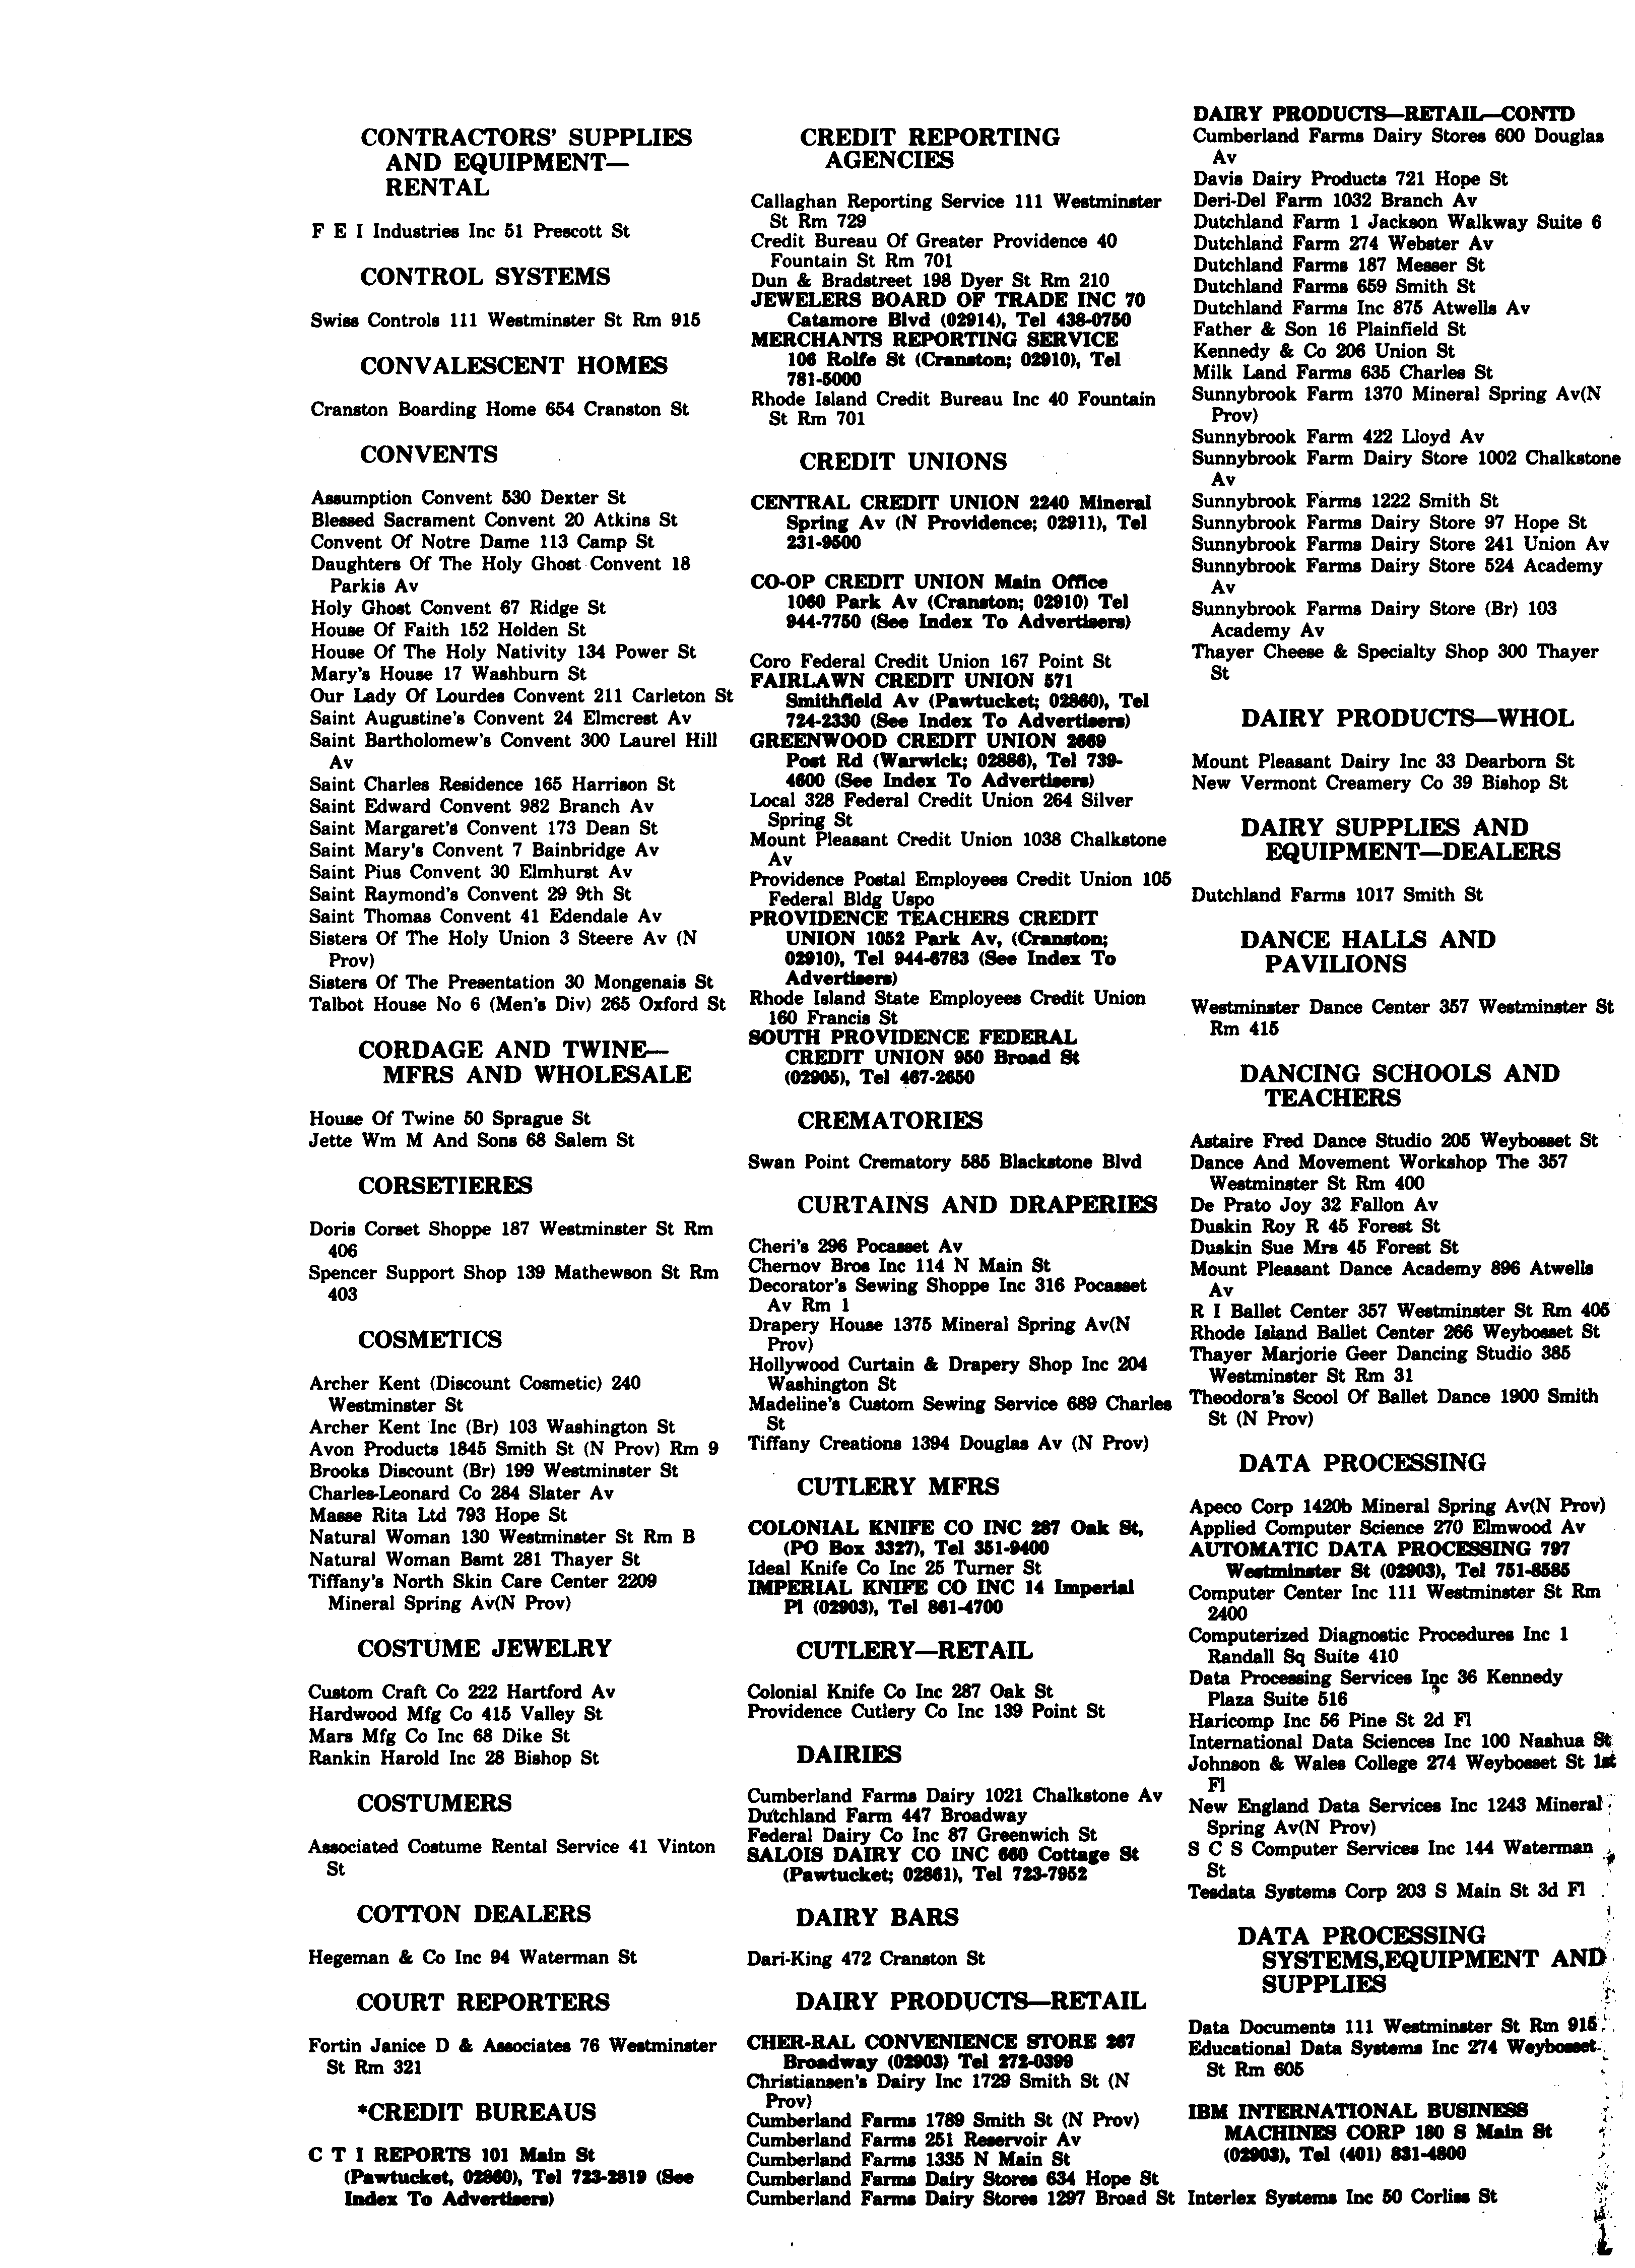 CONTRACTORS' SUPPLIES
AND EQUIPMENT—
RENTAL
F E I Industries Inc 51 Prescott St
CONTROL SYSTEMS
Swiss Controls 111 Westminster St Rm 915
CONVALESCENT HOMES
Cranston Boarding Home 654 Cranston St
CONVENTS
Assumption Convent 530 Dexter St
Blessed Sacrament Convent 20 Atkins St
Convent Of Notre Dame 113 Camp St
Daughters Of The Holy Ghost Convent 18
Parkis Av
Holy Ghost Convent 67 Ridge St
House Of Faith 152 Holden St
House Of The Holy Nativity 134 Power St
Mary's House 17 Washburn St
Our Lady Of Lourdes Convent 211 Carleton St
Saint Augustine's Convent 24 Elmcrest Av
Saint Bartholomew's Convent 300 Laurel Hill
Av
Saint Charles Residence 165 Harrison St
Saint Edward Convent 982 Branch Av
Saint Margaret's Convent 173 Dean St
Saint Mary's Convent 7 Bainbridge Av
Saint Pius Convent 30 Elmhurst Av
Saint Raymond's Convent 29 9th St
Saint Thomas Convent 41 Edendale Av
Sisters Of The Holy Union 3 Steere Av (N
Prov)
Sisters Of The Presentation 30 Mongenais St
Talbot House No 6 (Men's Div) 265 Oxford St
CORDAGE AND TWINE—
MFRS AND WHOLESALE
House Of Twine 50 Sprague St
Jette Wm M And Sons 68 Salem St
CORSETIERES
Doris Corset Shoppe 187 Westminster St Rm
406
Spencer Support Shop 139 Mathewson St Rm
403
COSMETICS
Archer Kent (Discount Cosmetic) 240
Westminster St
Archer Kent Inc (Br) 103 Washington St
Avon Products 1845 Smith St (N Prov) Rm 9
Brooks Discount (Br) 199 Westminster St
Charles-Leonard Co 284 Slater Av
Masse Rita Ltd 793 Hope St
Natural Woman 130 Westminster St Rm B
Natural Woman Bsmt 281 Thayer St
Tiffany's North Skin Care Center 2209
Mineral Spring Av(N Prov)
COSTUME JEWELRY
Custom Craft Co 222 Hartford Av
Hardwood Mfg Co 415 Valley St
Mars Mfg Co Inc 68 Dike St
Rankin Harold Inc 28 Bishop St
COSTUMERS
Associated Costume Rental Service 41 Vinton
St
COTTON DEALERS
Hegeman & Co Inc 94 Waterman St
COURT REPORTERS
Fortin Janice D & Associates 76 Westminster
St Rm 321
*CREDIT BUREAUS
C T I REPORTS 101 Main St
(Pawtucket, 02860), Tel 723-2819 (See
Index To Advertisers)
CREDIT REPORTING
AGENCIES
Callaghan Reporting Service 111 Westminster
St Rm 729
Credit Bureau Of Greater Providence 40
Fountain St Rm 701
Dun & Bradstreet 198 Dyer St Rm 210
JEWELERS BOARD OF TRADE INC 70
Catamore Blvd (02914), Tel 438-0750
MERCHANTS REPORTING SERVICE
106 Rolfe St (Cranston; 02910), Tel
781-5000
Rhode Island Credit Bureau Inc 40 Fountain
St Rm 701
CREDIT UNIONS
CENTRAL CREDIT UNION 2240 Mineral
Spring Av (N Providence; 02911), Tel
231-9500
CO-OP CREDIT UNION Main Office
1060 Park Av (Cranston; 02910) Tel
944-7750 (See Index To Advertisers)
Coro Federal Credit Union 167 Point St
FAIRLAWN CREDIT UNION 571
Smithfield Av (Pawtucket; 02860), Tel
724-2330 (See Index To Advertisers)
GREENWOOD CREDIT UNION 2669
Post Rd (Warwick; 02886), Tel 739-
4600 (See Index To Advertisers)
Local 328 Federal Credit Union 264 Silver
Spring St
Mount Pleasant Credit Union 1038 Chalkstone
Av
Providence Postal Employees Credit Union 105
Federal Bldg Uspo
PROVIDENCE TEACHERS CREDIT
UNION 1052 Park Av, (Cranston;
02910), Tel 944-6783 (See Index To
Advertisers)
Rhode Island State Employees Credit Union
160 Francis St
SOUTH PROVIDENCE FEDERAL
CREDIT UNION 950 Broad St
(02905), Tel 467-2650
CREMATORIES
Swan Point Crematory 585 Blackstone Blvd
CURTAINS AND DRAPERIES
Cheri's 296 Pocasset Av
Chernov Bros Inc 114 N Main St
Decorator's Sewing Shoppe Inc 316 Pocasset
Av Rm 1
Drapery House 1375 Mineral Spring Av(N
Prov)
Hollywood Curtain & Drapery Shop Inc 204
Washington St
Madeline's Custom Sewing Service 689 Charles
St
Tiffany Creations 1394 Douglas Av (N Prov)
CUTLERY MFRS
COLONIAL KNIFE CO INC 287 Oak St,
(PO Box 3327), Tel 351-9400
Ideal Knife Co Inc 25 Turner St
IMPERIAL KNIFE CO INC 14 Imperial
Pl (02903), Tel 861-4700
CUTLERY—RETAIL
Colonial Knife Co Inc 287 Oak St
Providence Cutlery Co Inc 139 Point St
DAIRIES
Cumberland Farms Dairy 1021 Chalkstone Av
Dutchland Farm 447 Broadway
Federal Dairy Co Inc 87 Greenwich St
SALOIS DAIRY CO INC 660 Cottage St
(Pawtucket; 02861), Tel 723-7952
DAIRY BARS
Dari-King 472 Cranston St
DAIRY PRODUCTS—RETAIL
CHER-RAL CONVENIENCE STORE 267
Broadway (02903) Tel 272-0399
Christiansen's Dairy Inc 1729 Smith St (N
Prov)
Cumberland Farms 1789 Smith St (N Prov)
Cumberland Farms 251 Reservoir Av
Cumberland Farms 1335 N Main St
Cumberland Farms Dairy Stores 634 Hope St
Cumberland Farms Dairy Stores 1297 Broad St
DAIRY PRODUCTS—RETAIL—CONTD
Cumberland Farms Dairy Stores 600 Douglas
Av
Davis Dairy Products 721 Hope St
Deri-Del Farm 1032 Branch Av
Dutchland Farm 1 Jackson Walkway Suite 6
Dutchland Farm 274 Webster Av
Dutchland Farms 187 Messer St
Dutchland Farms 659 Smith St
Dutchland Farms Inc 875 Atwells Av
Father & Son 16 Plainfield St
Kennedy & Co 206 Union St
Milk Land Farms 635 Charles St
Sunnybrook Farm 1370 Mineral Spring Av(N
Prov)
Sunnybrook Farm 422 Lloyd Av
Sunnybrook Farm Dairy Store 1002 Chalkstone
Av
Sunnybrook Farms 1222 Smith St
Sunnybrook Farms Dairy Store 97 Hope St
Sunnybrook Farms Dairy Store 241 Union Av
Sunnybrook Farms Dairy Store 524 Academy
Av
Sunnybrook Farms Dairy Store (Br) 103
Academy Av
Thayer Cheese & Specialty Shop 300 Thayer
St
DAIRY PRODUCTS—WHOL
Mount Pleasant Dairy Inc 33 Dearborn St
New Vermont Creamery Co 39 Bishop St
DAIRY SUPPLIES AND
EQUIPMENT—DEALERS
Dutchland Farms 1017 Smith St
DANCE HALLS AND
PAVILIONS
Westminster Dance Center 357 Westminster St
Rm 415
DANCING SCHOOLS AND
TEACHERS
Astaire Fred Dance Studio 205 Weybosset St
Dance And Movement Workshop The 357
Westminster St Rm 400
De Prato Joy 32 Fallon Av
Duskin Roy R 45 Forest St
Duskin Sue Mrs 45 Forest St
Mount Pleasant Dance Academy 896 Atwells
Av
R I Ballet Center 357 Westminster St Rm 405
Rhode Island Ballet Center 266 Weybosset St
Thayer Marjorie Geer Dancing Studio 385
Westminster St Rm 31
Theodora's Scool Of Ballet Dance 1900 Smith
St (N Prov)
DATA PROCESSING
Apeco Corp 1420b Mineral Spring Av(N Prov)
Applied Computer Science 270 Elmwood Av
AUTOMATIC DATA PROCESSING 797
Westminster St (02903), Tel 751-8585
Computer Center Inc 111 Westminster St Rm
2400
Computerized Diagnostic Procedures Inc 1
Randall Sq Suite 410
Data Processing Services Inc 36 Kennedy
Plaza Suite 516
Haricomp Inc 56 Pine St 2d Fl
International Data Sciences Inc 100 Nashua St
Johnson & Wales College 274 Weybosset St 1st
Fl
New England Data Services Inc 1243 Mineral
Spring Av(N Prov)
S C S Computer Services Inc 144 Waterman
St
Tesdata Systems Corp 203 S Main St 3d Fl
DATA PROCESSING
SYSTEMS,EQUIPMENT AND
SUPPLIES
Data Documents 111 Westminster St Rm 915
Educational Data Systems Inc 274 Weybosset
St Rm 605
IBM INTERNATIONAL BUSINESS
MACHINES CORP 180 S Main St
(02903), Tel (401) 831-4800
Interlex Systems Inc 50 Corliss St